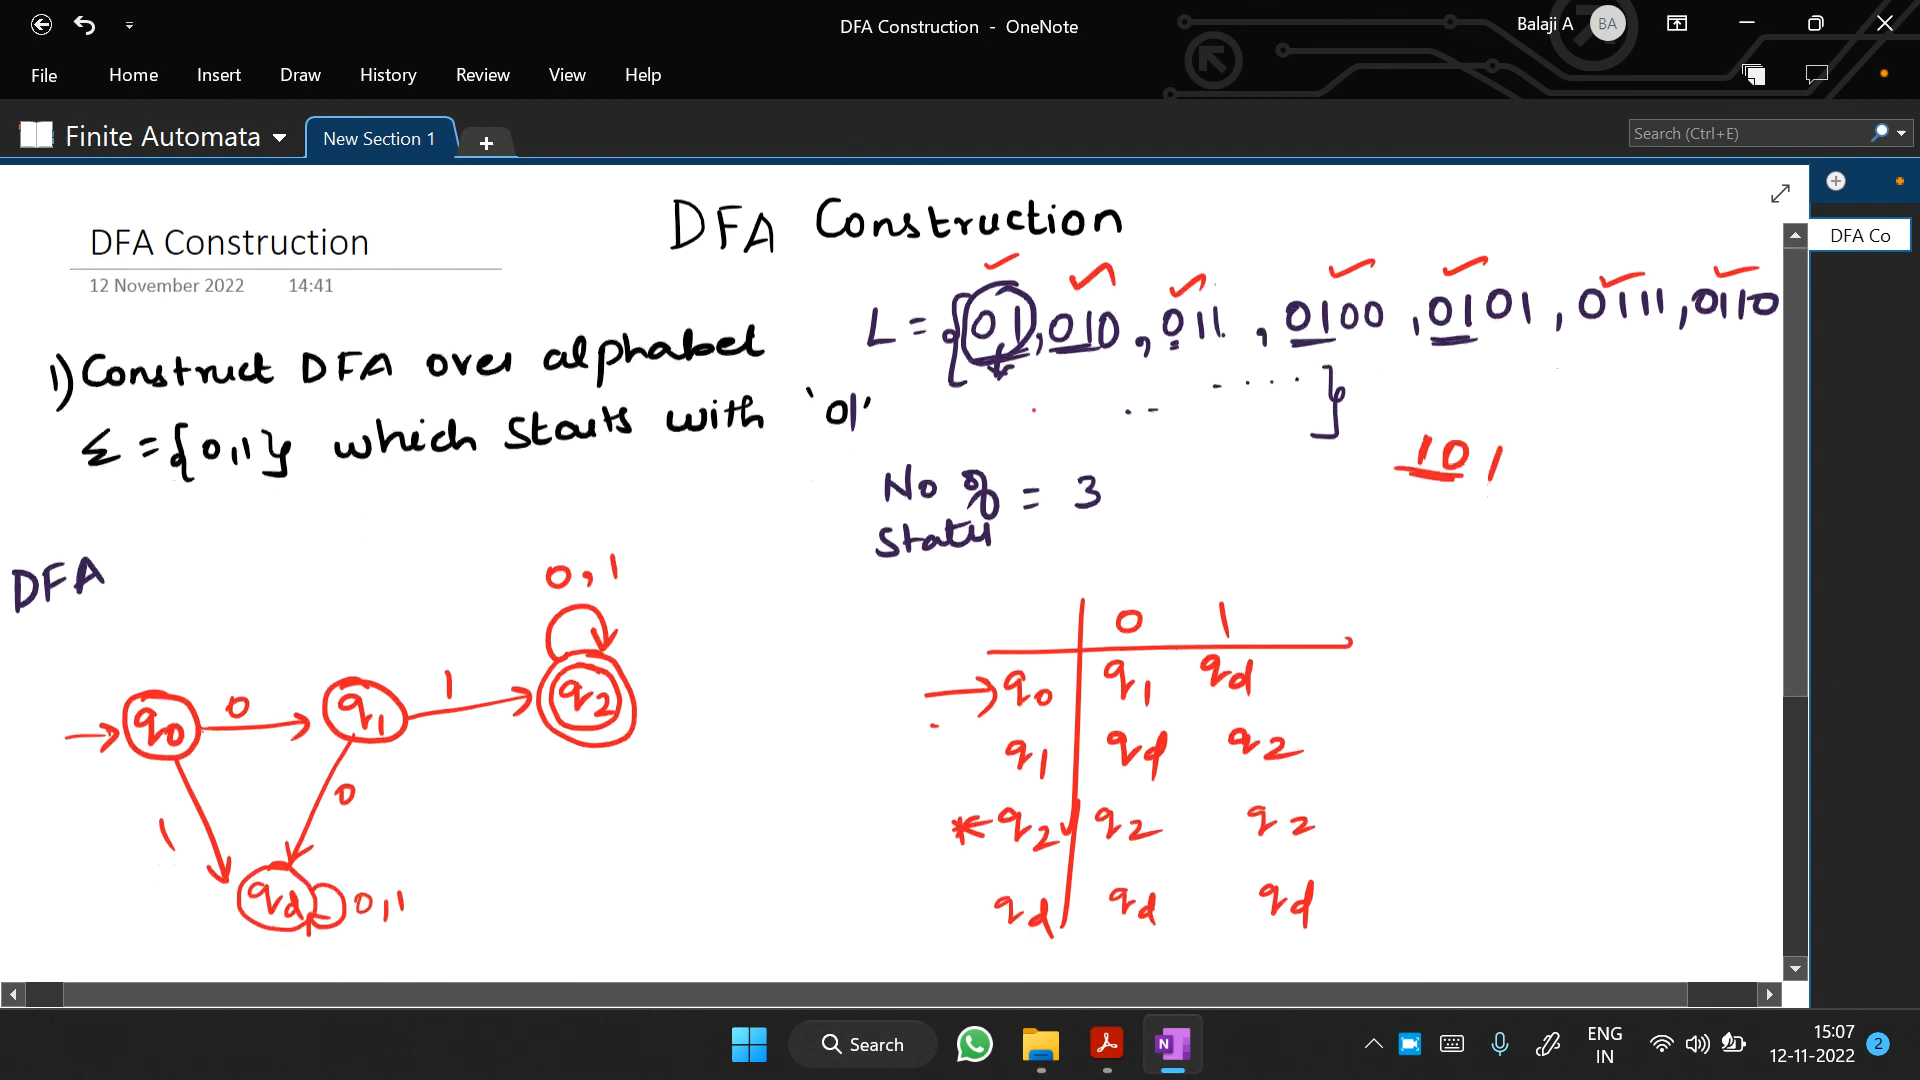 DFA Construction - OneNote
Balaji A BA
File Home Insert Draw History Review View Help
Finite Automata New Section 1 +
Search (Ctrl+E)
DFA Construction
12 November 2022 14:41
DFA Construction
DFA Co
L = {01, 010, 011, 0100, 0101, 0111, 0110
. .. .... }
1) Construct DFA over alphabet
Σ = {0,1} which starts with '01'
101
No of = 3
states
DFA
0,1
q0 0 q1 1 q2
1 0
qd 0,1
0 1
→q0 q1 qd
q1 qd q2
*q2 q2 q2
qd qd qd
Search
ENG
IN
15:07
12-11-2022
2